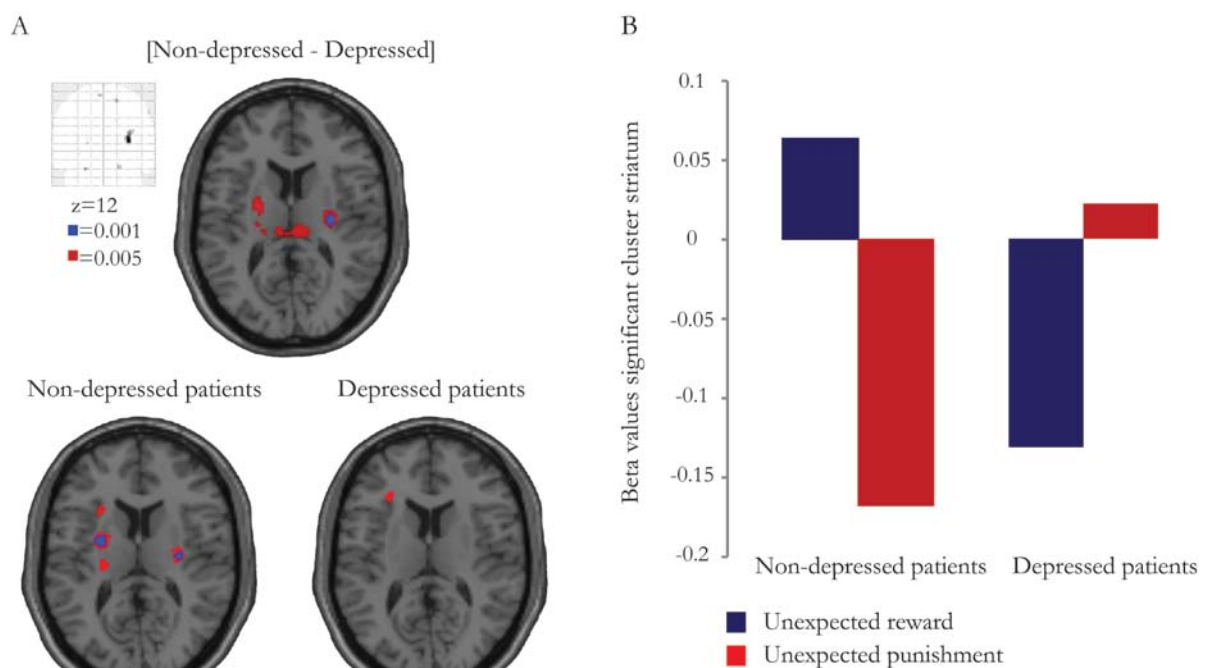 A
[Non-depressed - Depressed]
z=12
=0.001
=0.005
Non-depressed patients
Depressed patients
B
Beta values significant cluster striatum
0.1
0.05
0
-0.05
-0.1
-0.15
-0.2
Non-depressed patients
Depressed patients
Unexpected reward
Unexpected punishment